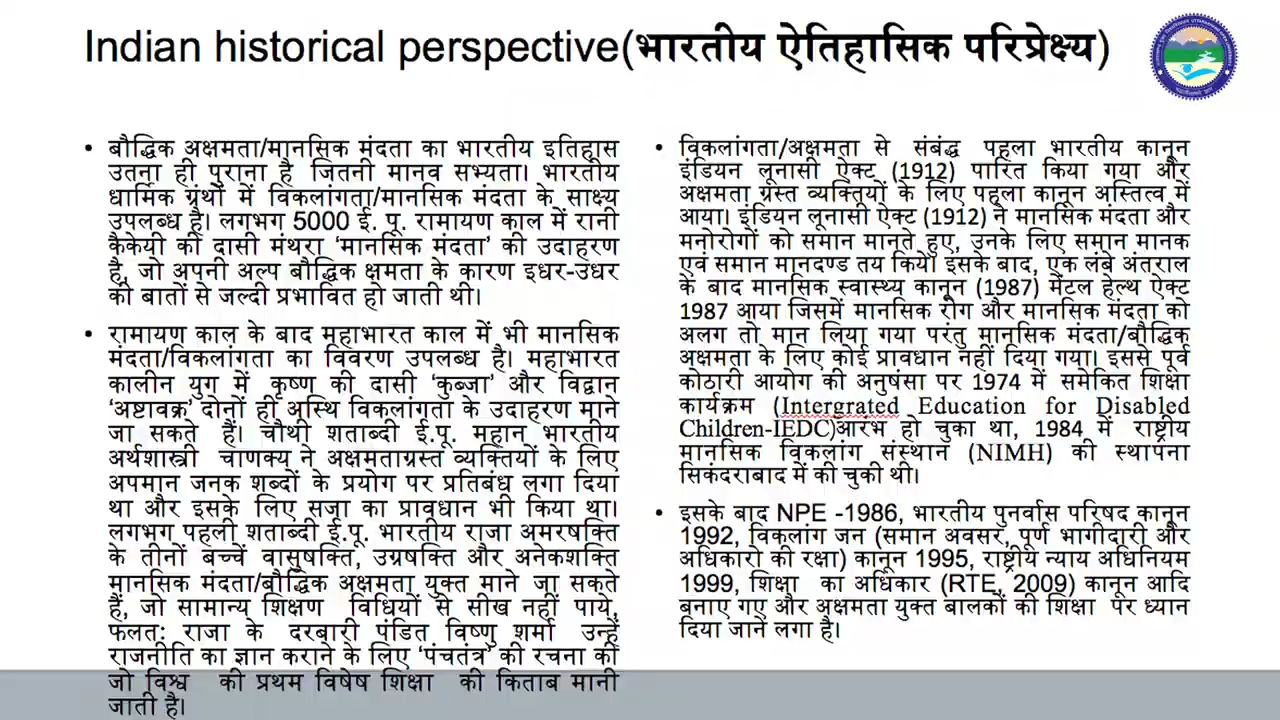 Indian historical perspective(भारतीय ऐतिहासिक परिप्रेक्ष्य)
• बौद्धिक अक्षमता/मानसिक मंदता का भारतीय इतिहास
उतना ही पुराना है जितनी मानव सभ्यता। भारतीय
धार्मिक ग्रंथों में विकलांगता/मानसिक मंदता के साक्ष्य
उपलब्ध है। लगभग 5000 ई. पू. रामायण काल में रानी
कैकेयी की दासी मंथरा ‘मानसिक मंदता’ की उदाहरण
है, जो अपनी अल्प बौद्धिक क्षमता के कारण इधर-उधर
की बातों से जल्दी प्रभावित हो जाती थी।
• रामायण काल के बाद महाभारत काल में भी मानसिक
मंदता/विकलांगता का विवरण उपलब्ध है। महाभारत
कालीन युग में कृष्ण की दासी ‘कुब्जा’ और विद्वान
‘अष्टावक्र’ दोनों ही अस्थि विकलांगता के उदाहरण माने
जा सकते हैं। चौथी शताब्दी ई.पू. महान भारतीय
अर्थशास्त्री चाणक्य ने अक्षमताग्रस्त व्यक्तियों के लिए
अपमान जनक शब्दों के प्रयोग पर प्रतिबंध लगा दिया
था और इसके लिए सजा का प्रावधान भी किया था।
लगभग पहली शताब्दी ई.पू. भारतीय राजा अमरषक्ति
के तीनों बच्चें वासुषक्ति, उग्रषक्ति और अनेकशक्ति
मानसिक मंदता/बौद्धिक अक्षमता युक्त माने जा सकते
हैं, जो सामान्य शिक्षण विधियों से सीख नहीं पाये,
फलतः राजा के दरबारी पंडित विष्णु शर्मा उन्हें
राजनीति का ज्ञान कराने के लिए ‘पंचतंत्र’ की रचना की
जो विश्व की प्रथम विषेष शिक्षा की किताब मानी
जाती है।
• विकलांगता/अक्षमता से संबंद्ध पहला भारतीय कानून
इंडियन लूनासी ऐक्ट (1912) पारित किया गया और
अक्षमता ग्रस्त व्यक्तियों के लिए पहला कानून अस्तित्व में
आया। इंडियन लूनासी ऐक्ट (1912) ने मानसिक मंदता और
मनोरोगों को समान मानते हुए, उनके लिए समान मानक
एवं समान मानदण्ड तय किये। इसके बाद, एक लंबे अंतराल
के बाद मानसिक स्वास्थ्य कानून (1987) मेंटल हेल्थ ऐक्ट
1987 आया जिसमें मानसिक रोग और मानसिक मंदता को
अलग तो मान लिया गया परंतु मानसिक मंदता/बौद्धिक
अक्षमता के लिए कोई प्रावधान नहीं दिया गया। इससे पूर्व
कोठारी आयोग की अनुषंसा पर 1974 में समेकित शिक्षा
कार्यक्रम (Intergrated Education for Disabled
Children-IEDC)आरंभ हो चुका था, 1984 में राष्ट्रीय
मानसिक विकलांग संस्थान (NIMH) की स्थापना
सिकंदराबाद में की चुकी थी।
• इसके बाद NPE -1986, भारतीय पुनर्वास परिषद कानून
1992, विकलांग जन (समान अवसर, पूर्ण भागीदारी और
अधिकारो की रक्षा) कानून 1995, राष्ट्रीय न्याय अधिनियम
1999, शिक्षा का अधिकार (RTE, 2009) कानून आदि
बनाए गए और अक्षमता युक्त बालकों की शिक्षा पर ध्यान
दिया जाने लगा है।